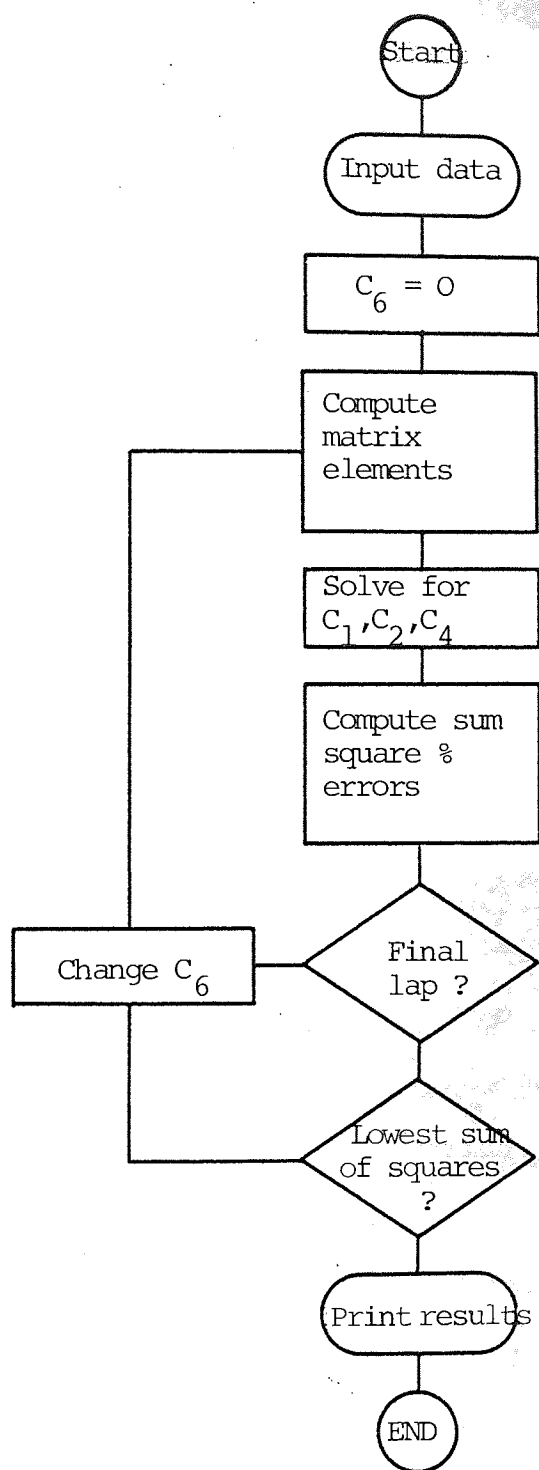 Start
Input data
C6 = O
Compute
matrix
elements
Solve for
C1,C2,C4
Compute sum
square %
errors
Final
lap ?
Change C6
Lowest sum
of squares
?
Print results
END